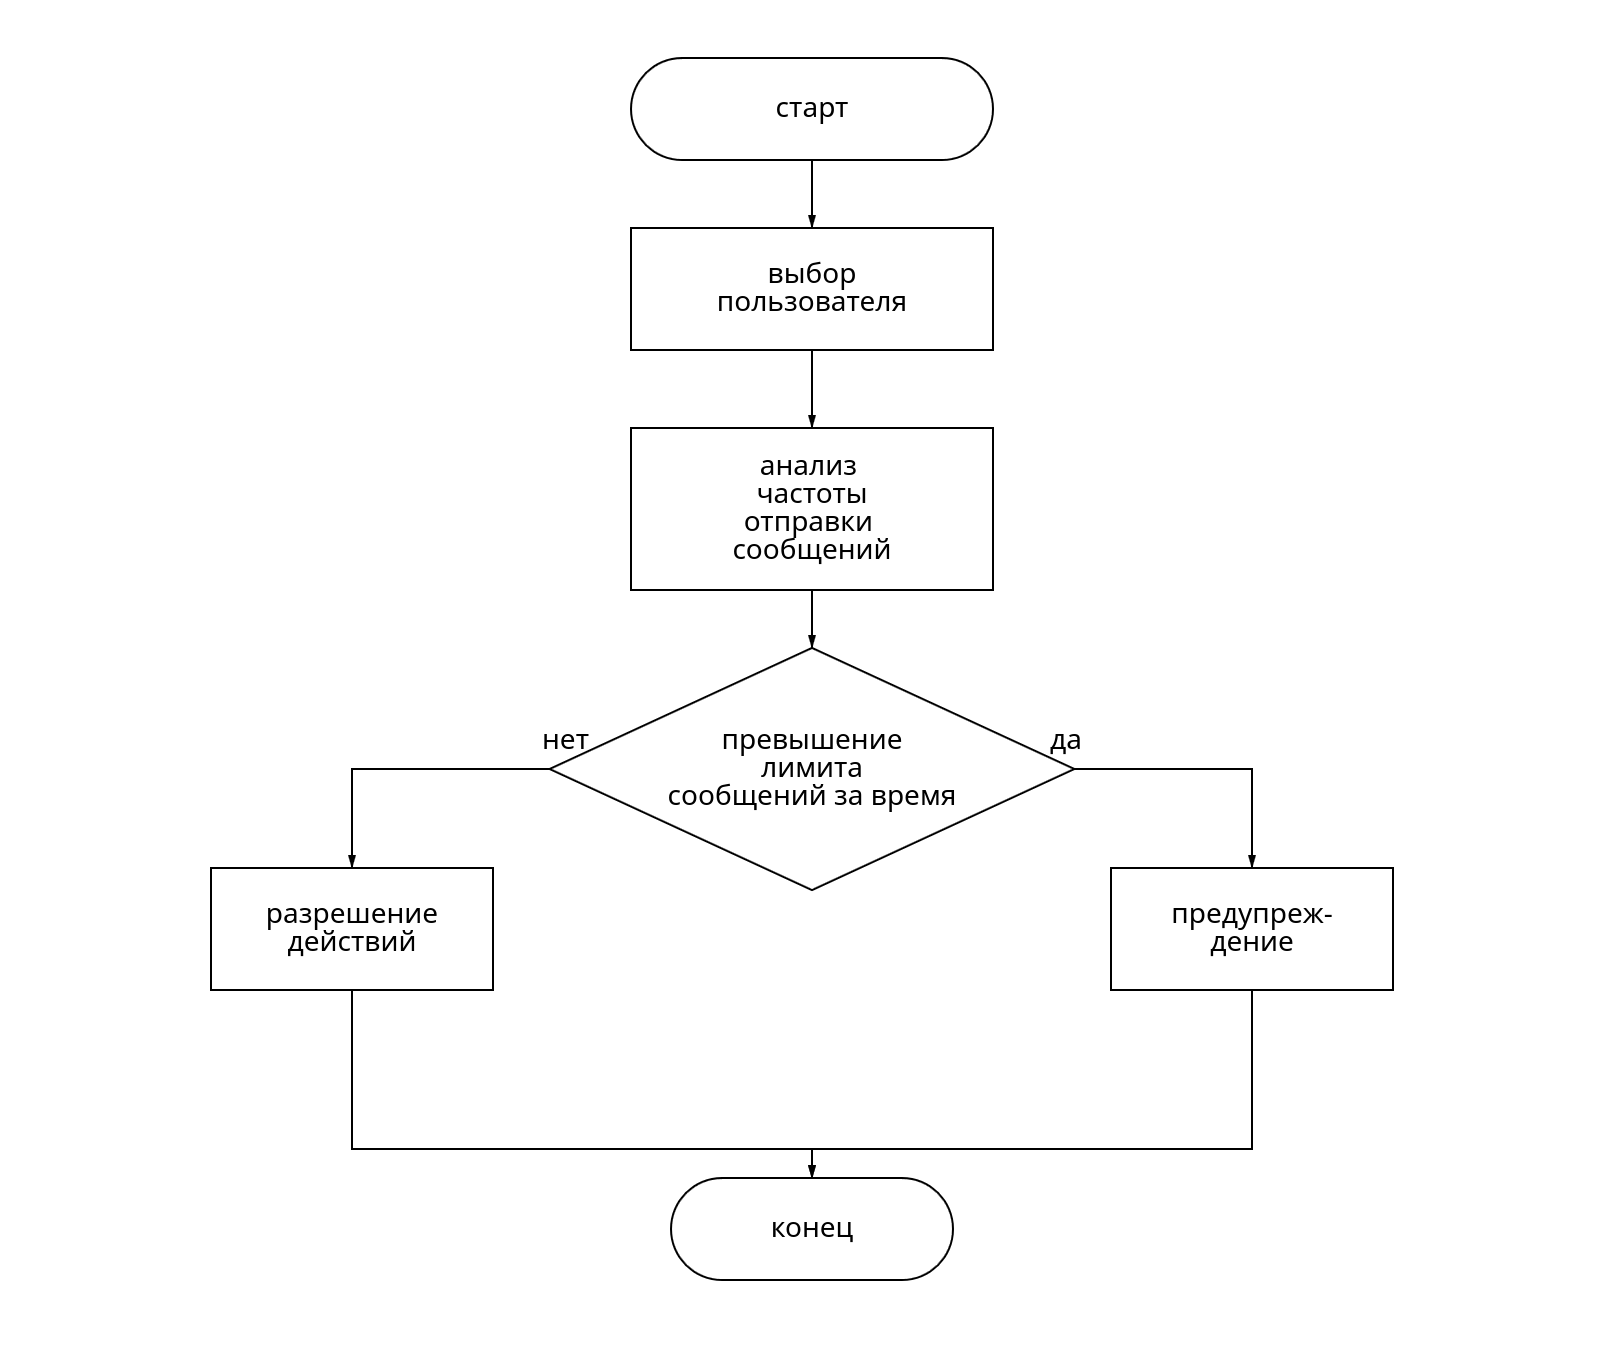 старт
выбор
пользователя
анализ
частоты
отправки
сообщений
нет
да
превышение
лимита
сообщений за время
разрешение
действий
предупреж-
дение
конец